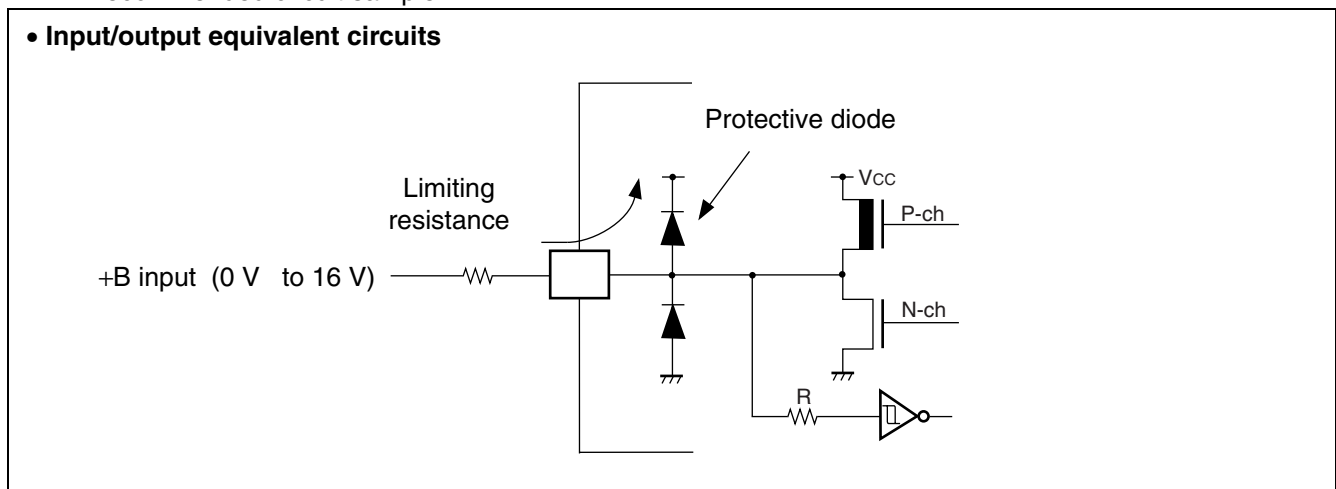 • Input/output equivalent circuits
Protective diode
Limiting
resistance
VCC
P-ch
+B input (0 V to 16 V)
N-ch
R